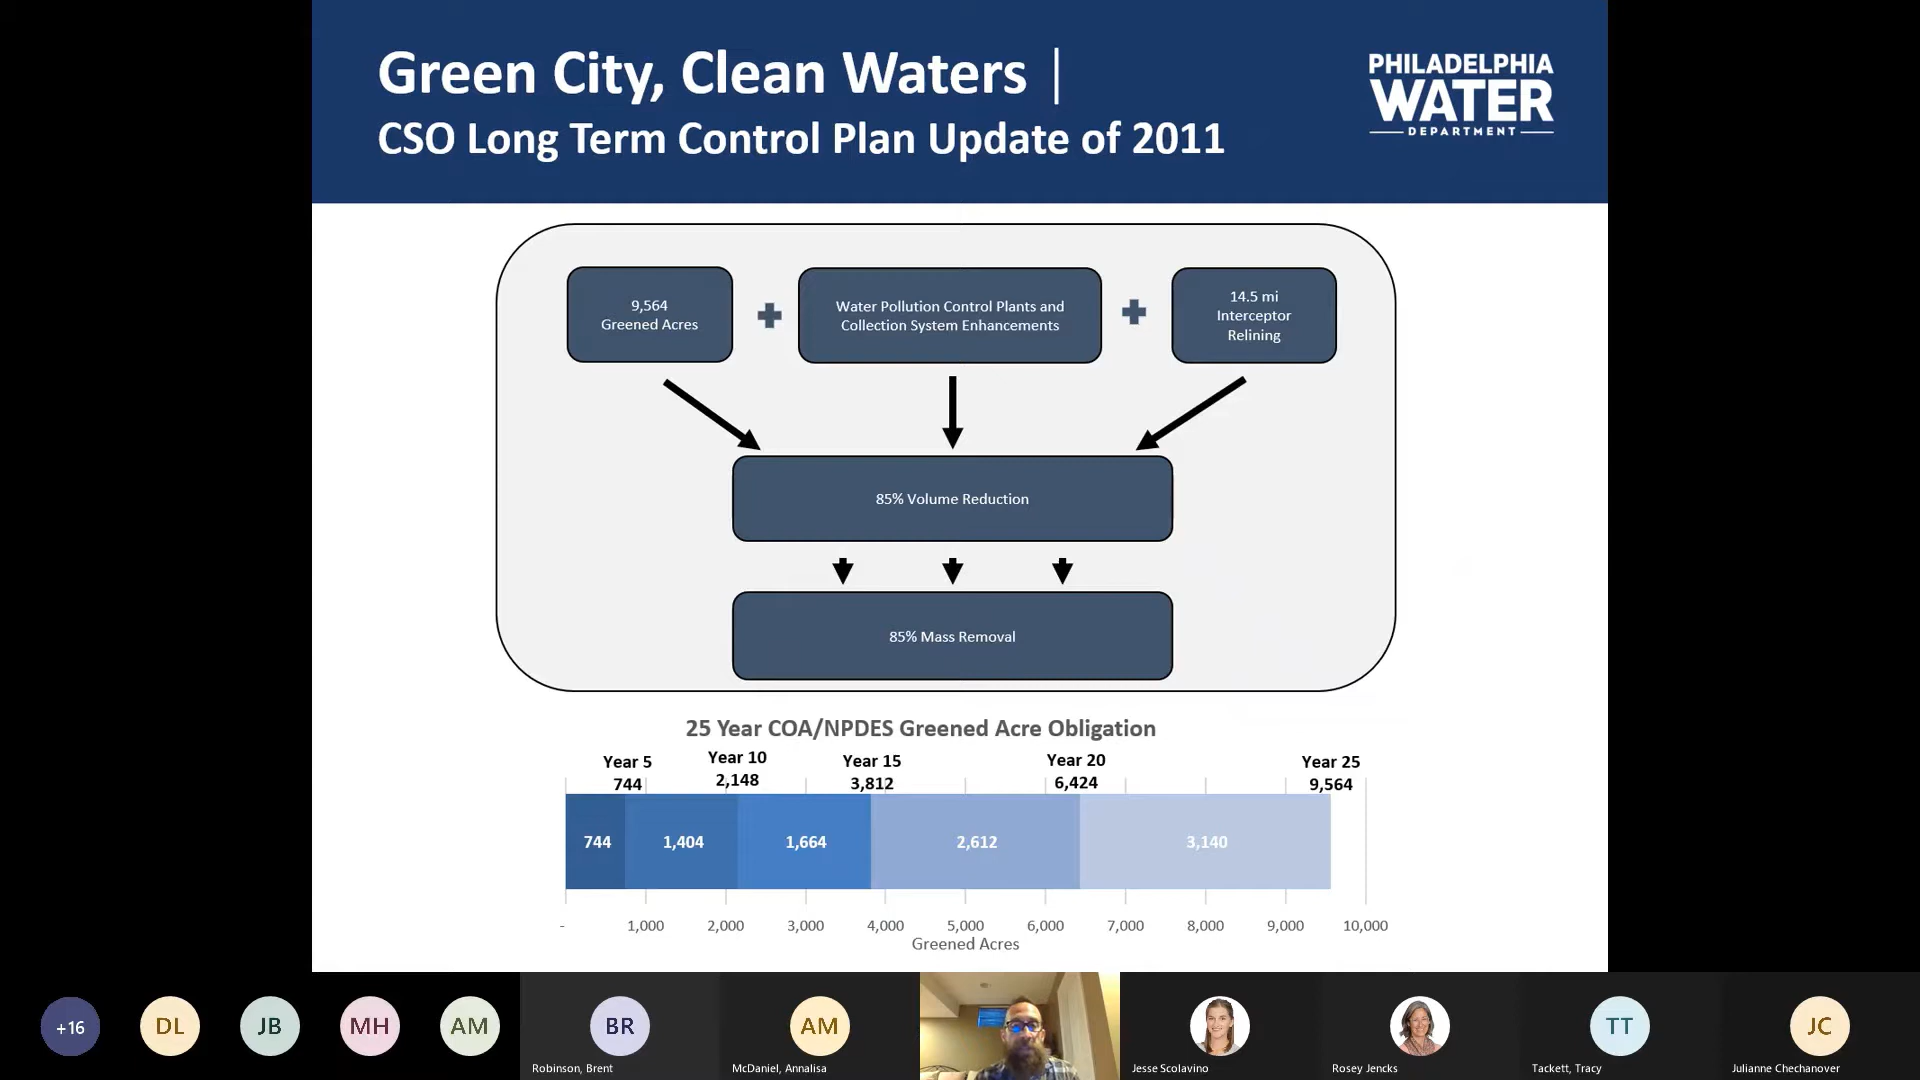 Green City, Clean Waters |
CSO Long Term Control Plan Update of 2011
PHILADELPHIA
WATER
DEPARTMENT
9,564
Greened Acres
Water Pollution Control Plants and
Collection System Enhancements
14.5 mi
Interceptor
Relining
85% Volume Reduction
85% Mass Removal
25 Year COA/NPDES Greened Acre Obligation
Year 5
744
Year 10
2,148
Year 15
3,812
Year 20
6,424
Year 25
9,564
744 1,404 1,664 2,612 3,140
- 1,000 2,000 3,000 4,000 5,000 6,000 7,000 8,000 9,000 10,000
Greened Acres
+16 DL JB MH AM BR AM TT JC
Robinson, Brent McDaniel, Annalisa Jesse Scolavino Rosey Jencks Tackett, Tracy Julianne Chechanover